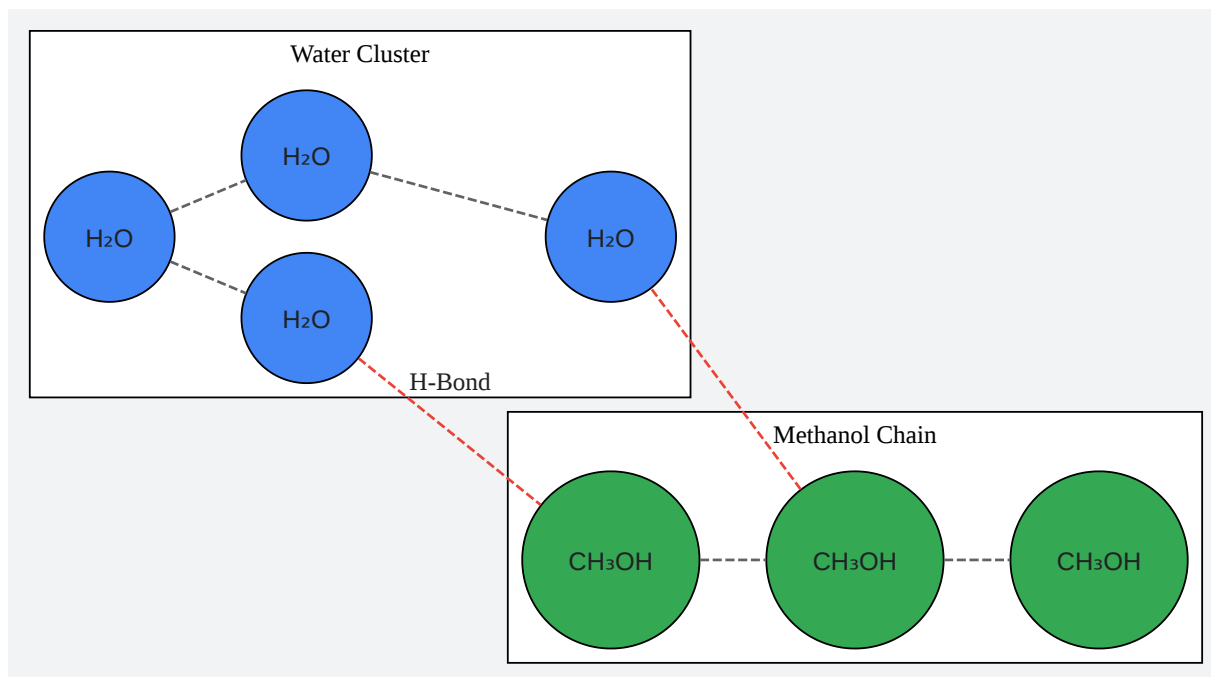 Water Cluster
H₂O
H₂O
H₂O
H₂O
H-Bond
Methanol Chain
CH₃OH
CH₃OH
CH₃OH